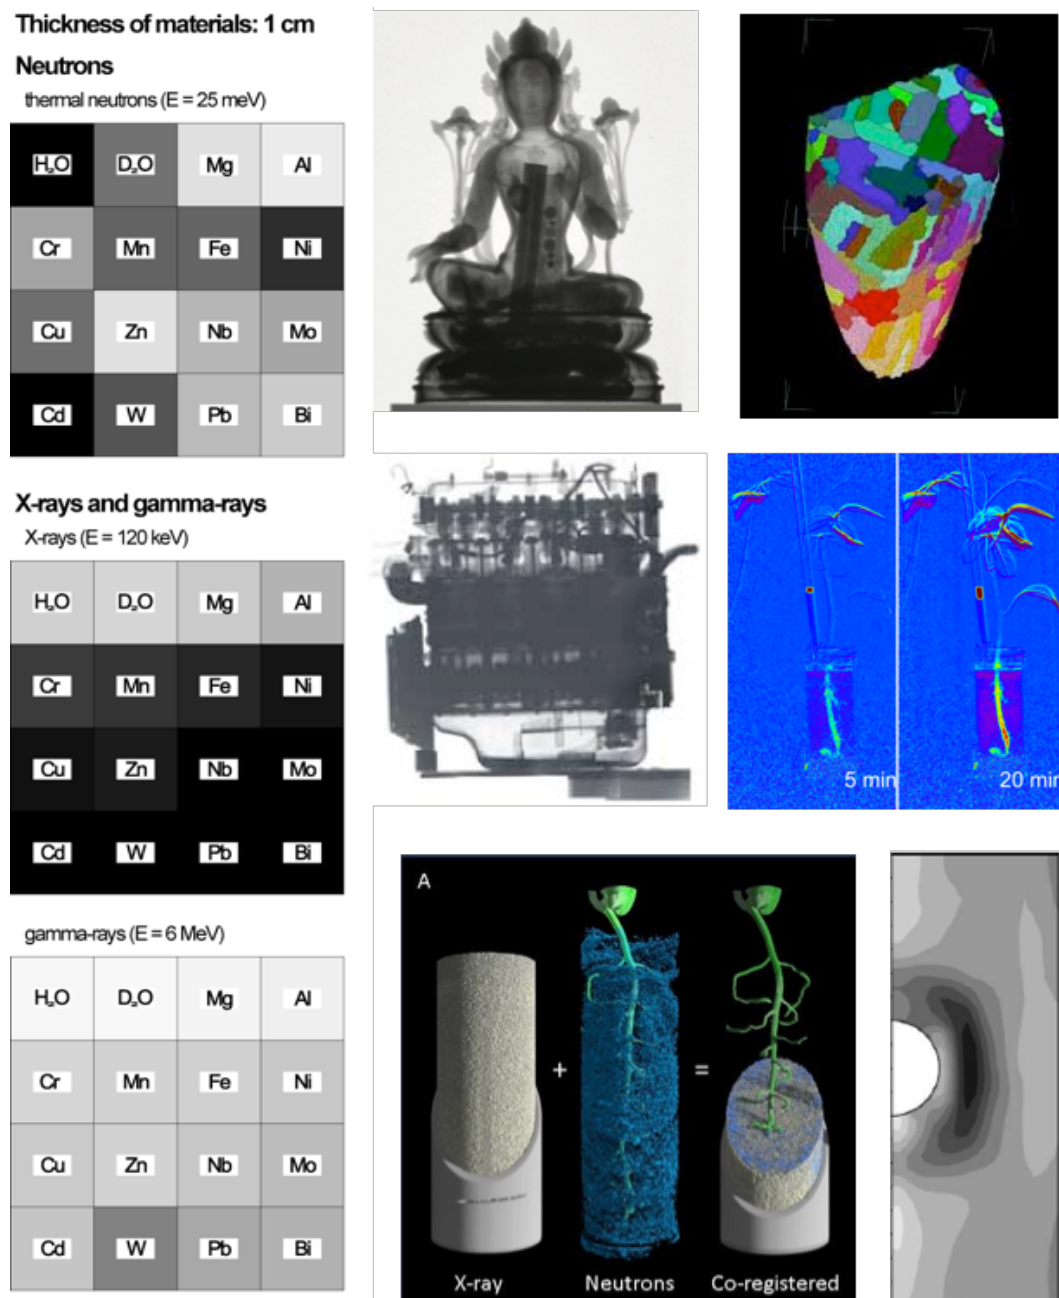 Thickness of materials: 1 cm
Neutrons
thermal neutrons (E = 25 meV)
H₂O D₂O Mg Al
Cr Mn Fe Ni
Cu Zn Nb Mo
Cd W Pb Bi
X-rays and gamma-rays
X-rays (E = 120 keV)
H₂O D₂O Mg Al
Cr Mn Fe Ni
Cu Zn Nb Mo
Cd W Pb Bi
gamma-rays (E = 6 MeV)
H₂O D₂O Mg Al
Cr Mn Fe Ni
Cu Zn Nb Mo
Cd W Pb Bi
5 min 20 min
A
+ =
X-ray Neutrons Co-registered